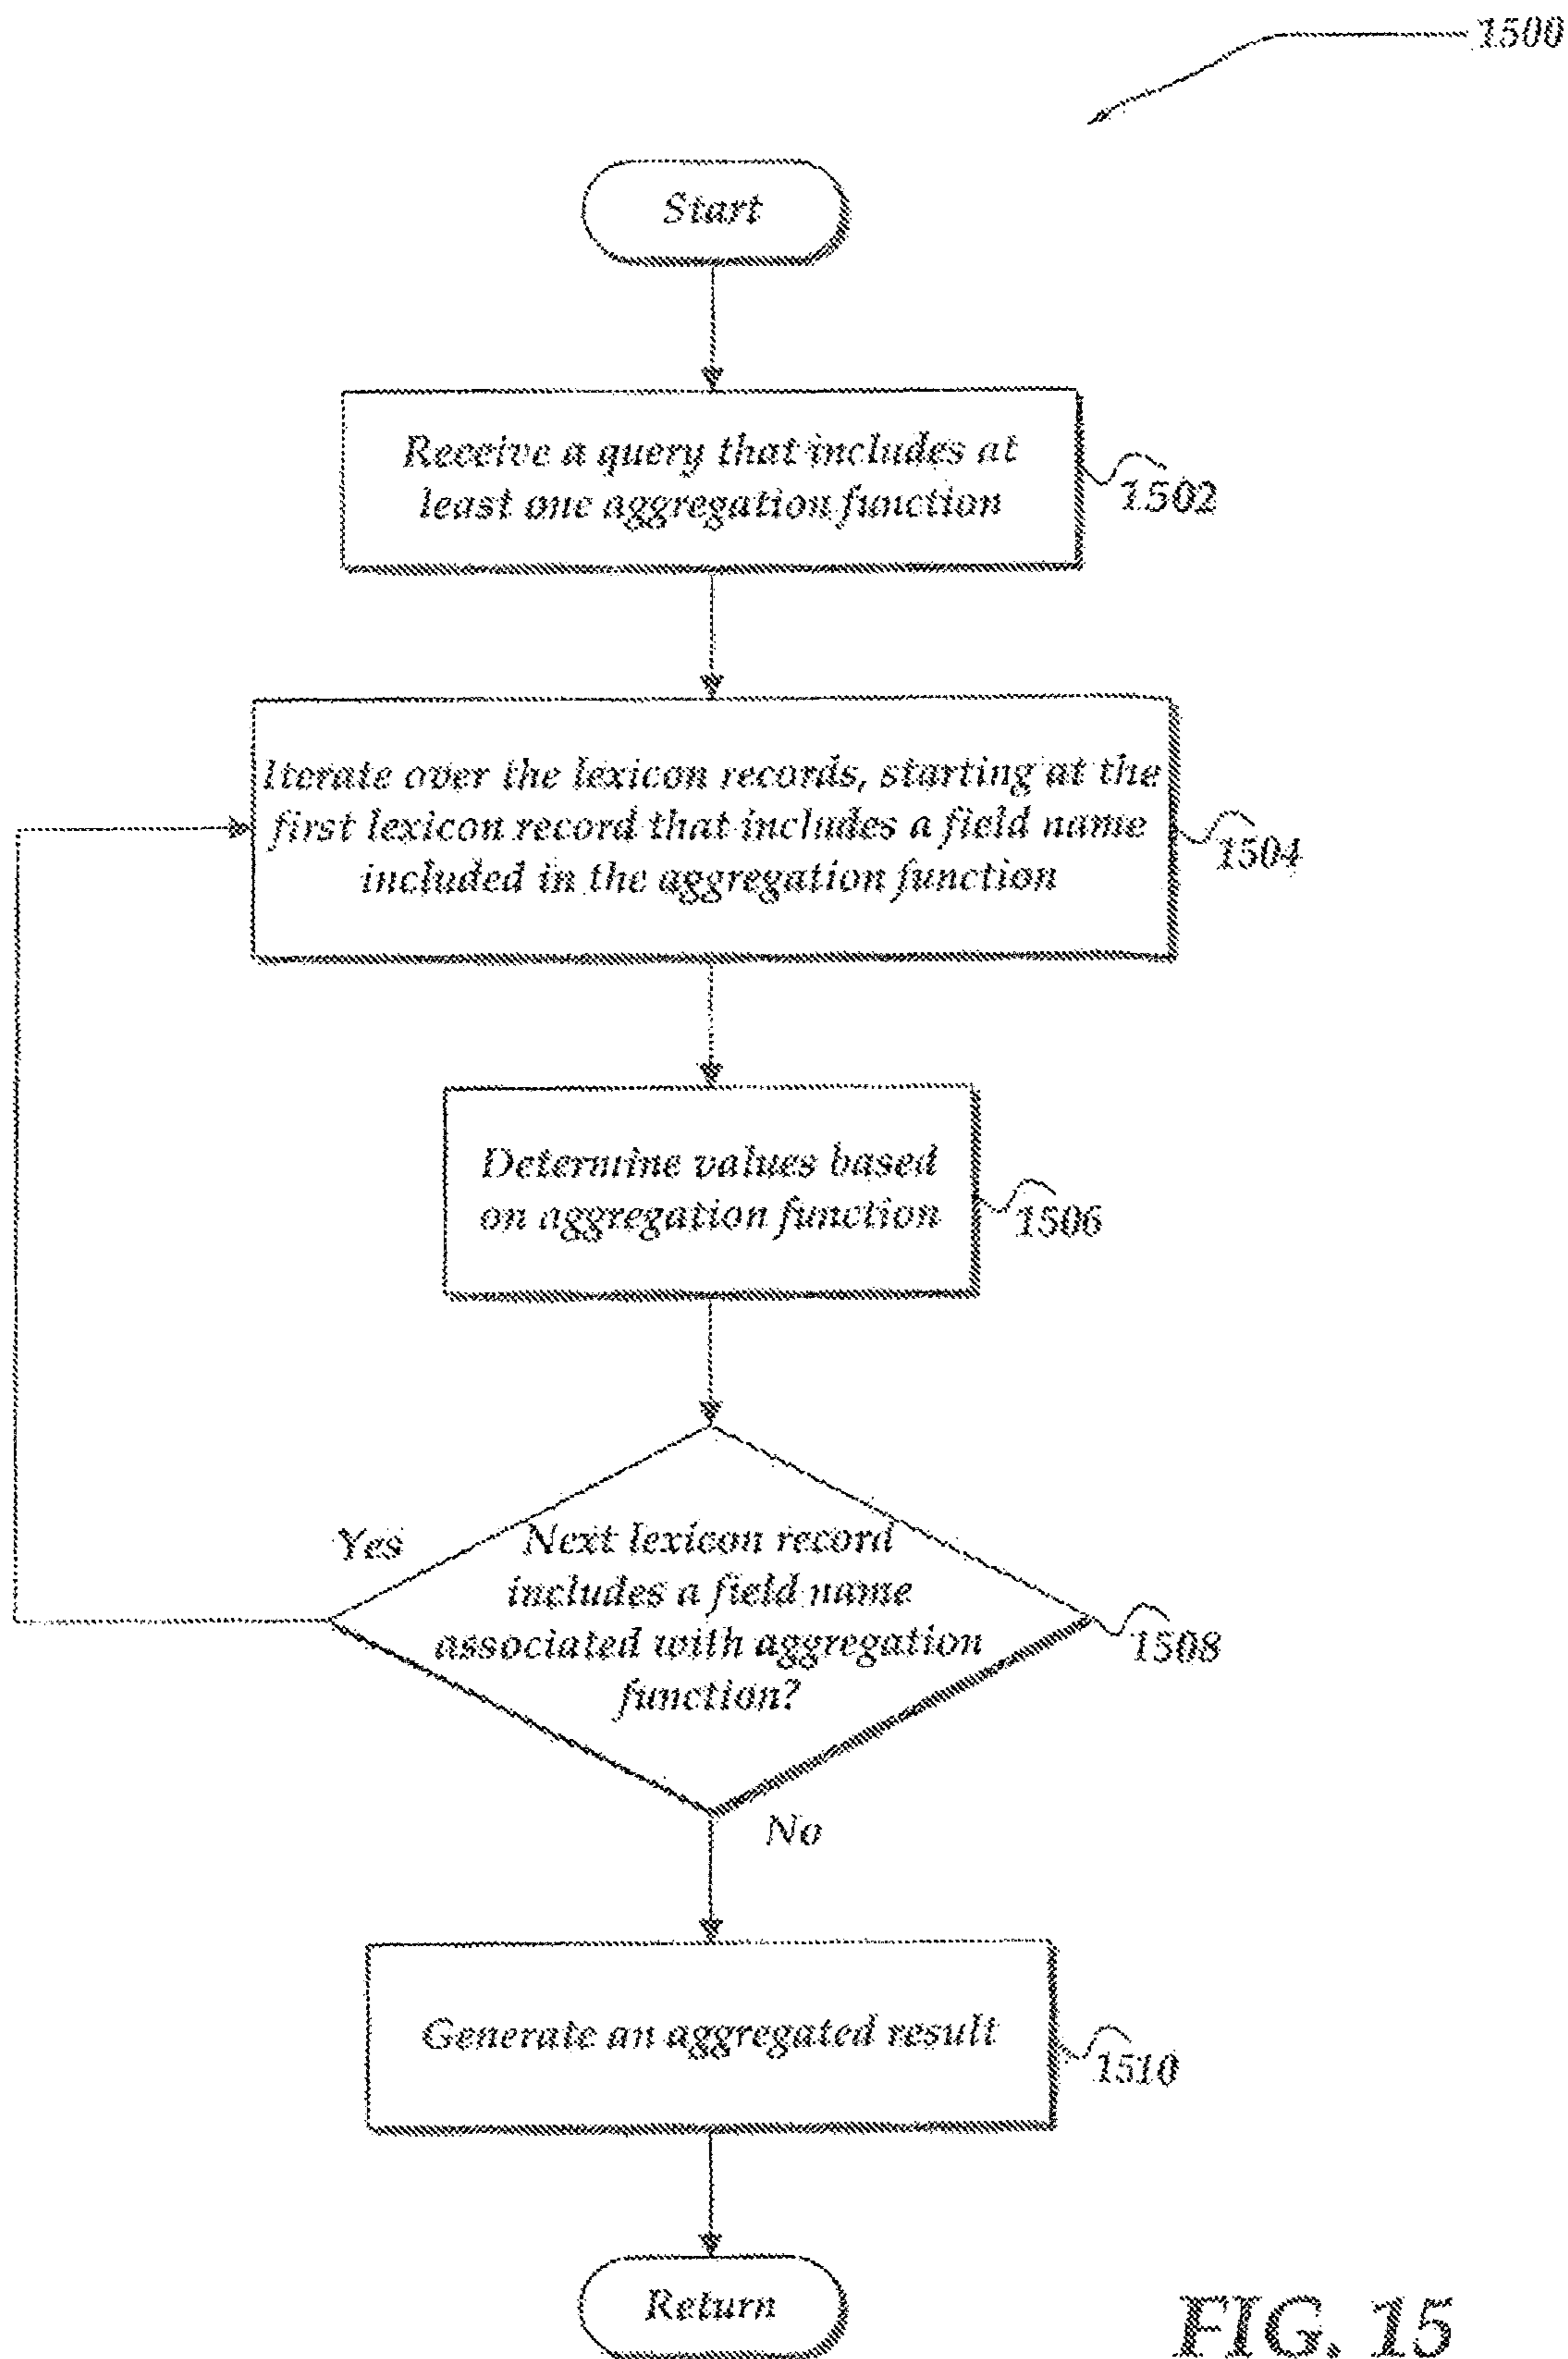 1500
Start
Receive a query that includes at
least one aggregation function
1502
Iterate over the lexicon records, starting at the
first lexicon record that includes a field name
included in the aggregation function
1504
Determine values based
on aggregation function
1506
Yes
Next lexicon record
includes a field name
associated with aggregation
function?
1508
No
Generate an aggregated result
1510
Return
FIG. 15